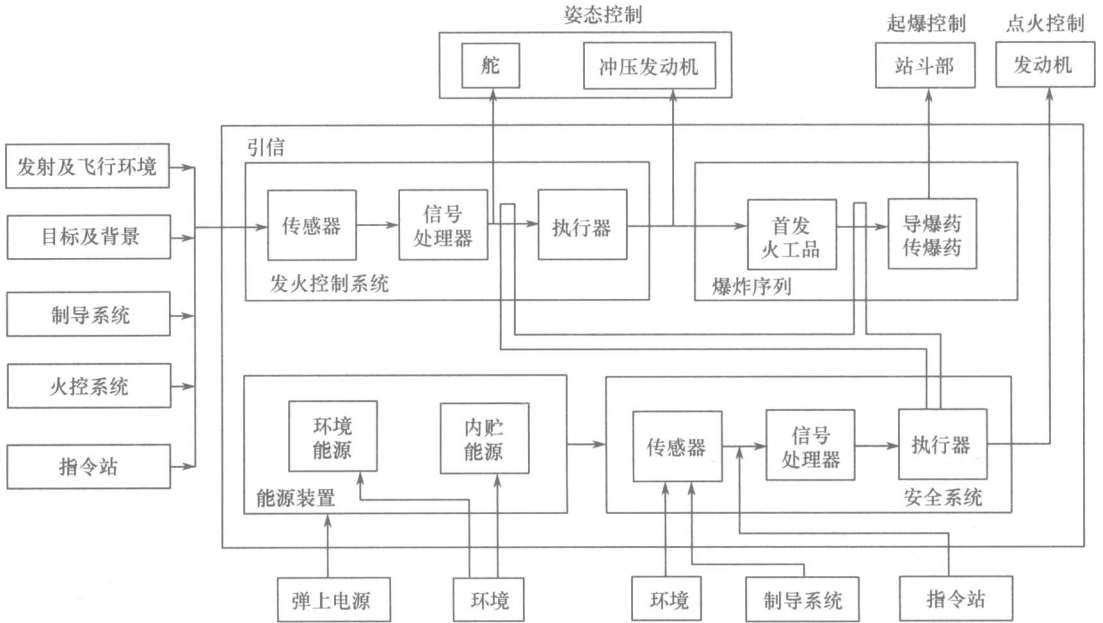 姿态控制
起爆控制
点火控制
舵
冲压发动机
站斗部
发动机
引信
发射及飞行环境
目标及背景
制导系统
火控系统
指令站
传感器
信号
处理器
执行器
发火控制系统
首发
火工品
导爆药
传爆药
爆炸序列
环境
能源
内贮
能源
能源装置
传感器
信号
处理器
执行器
安全系统
弹上电源
环境
环境
制导系统
指令站